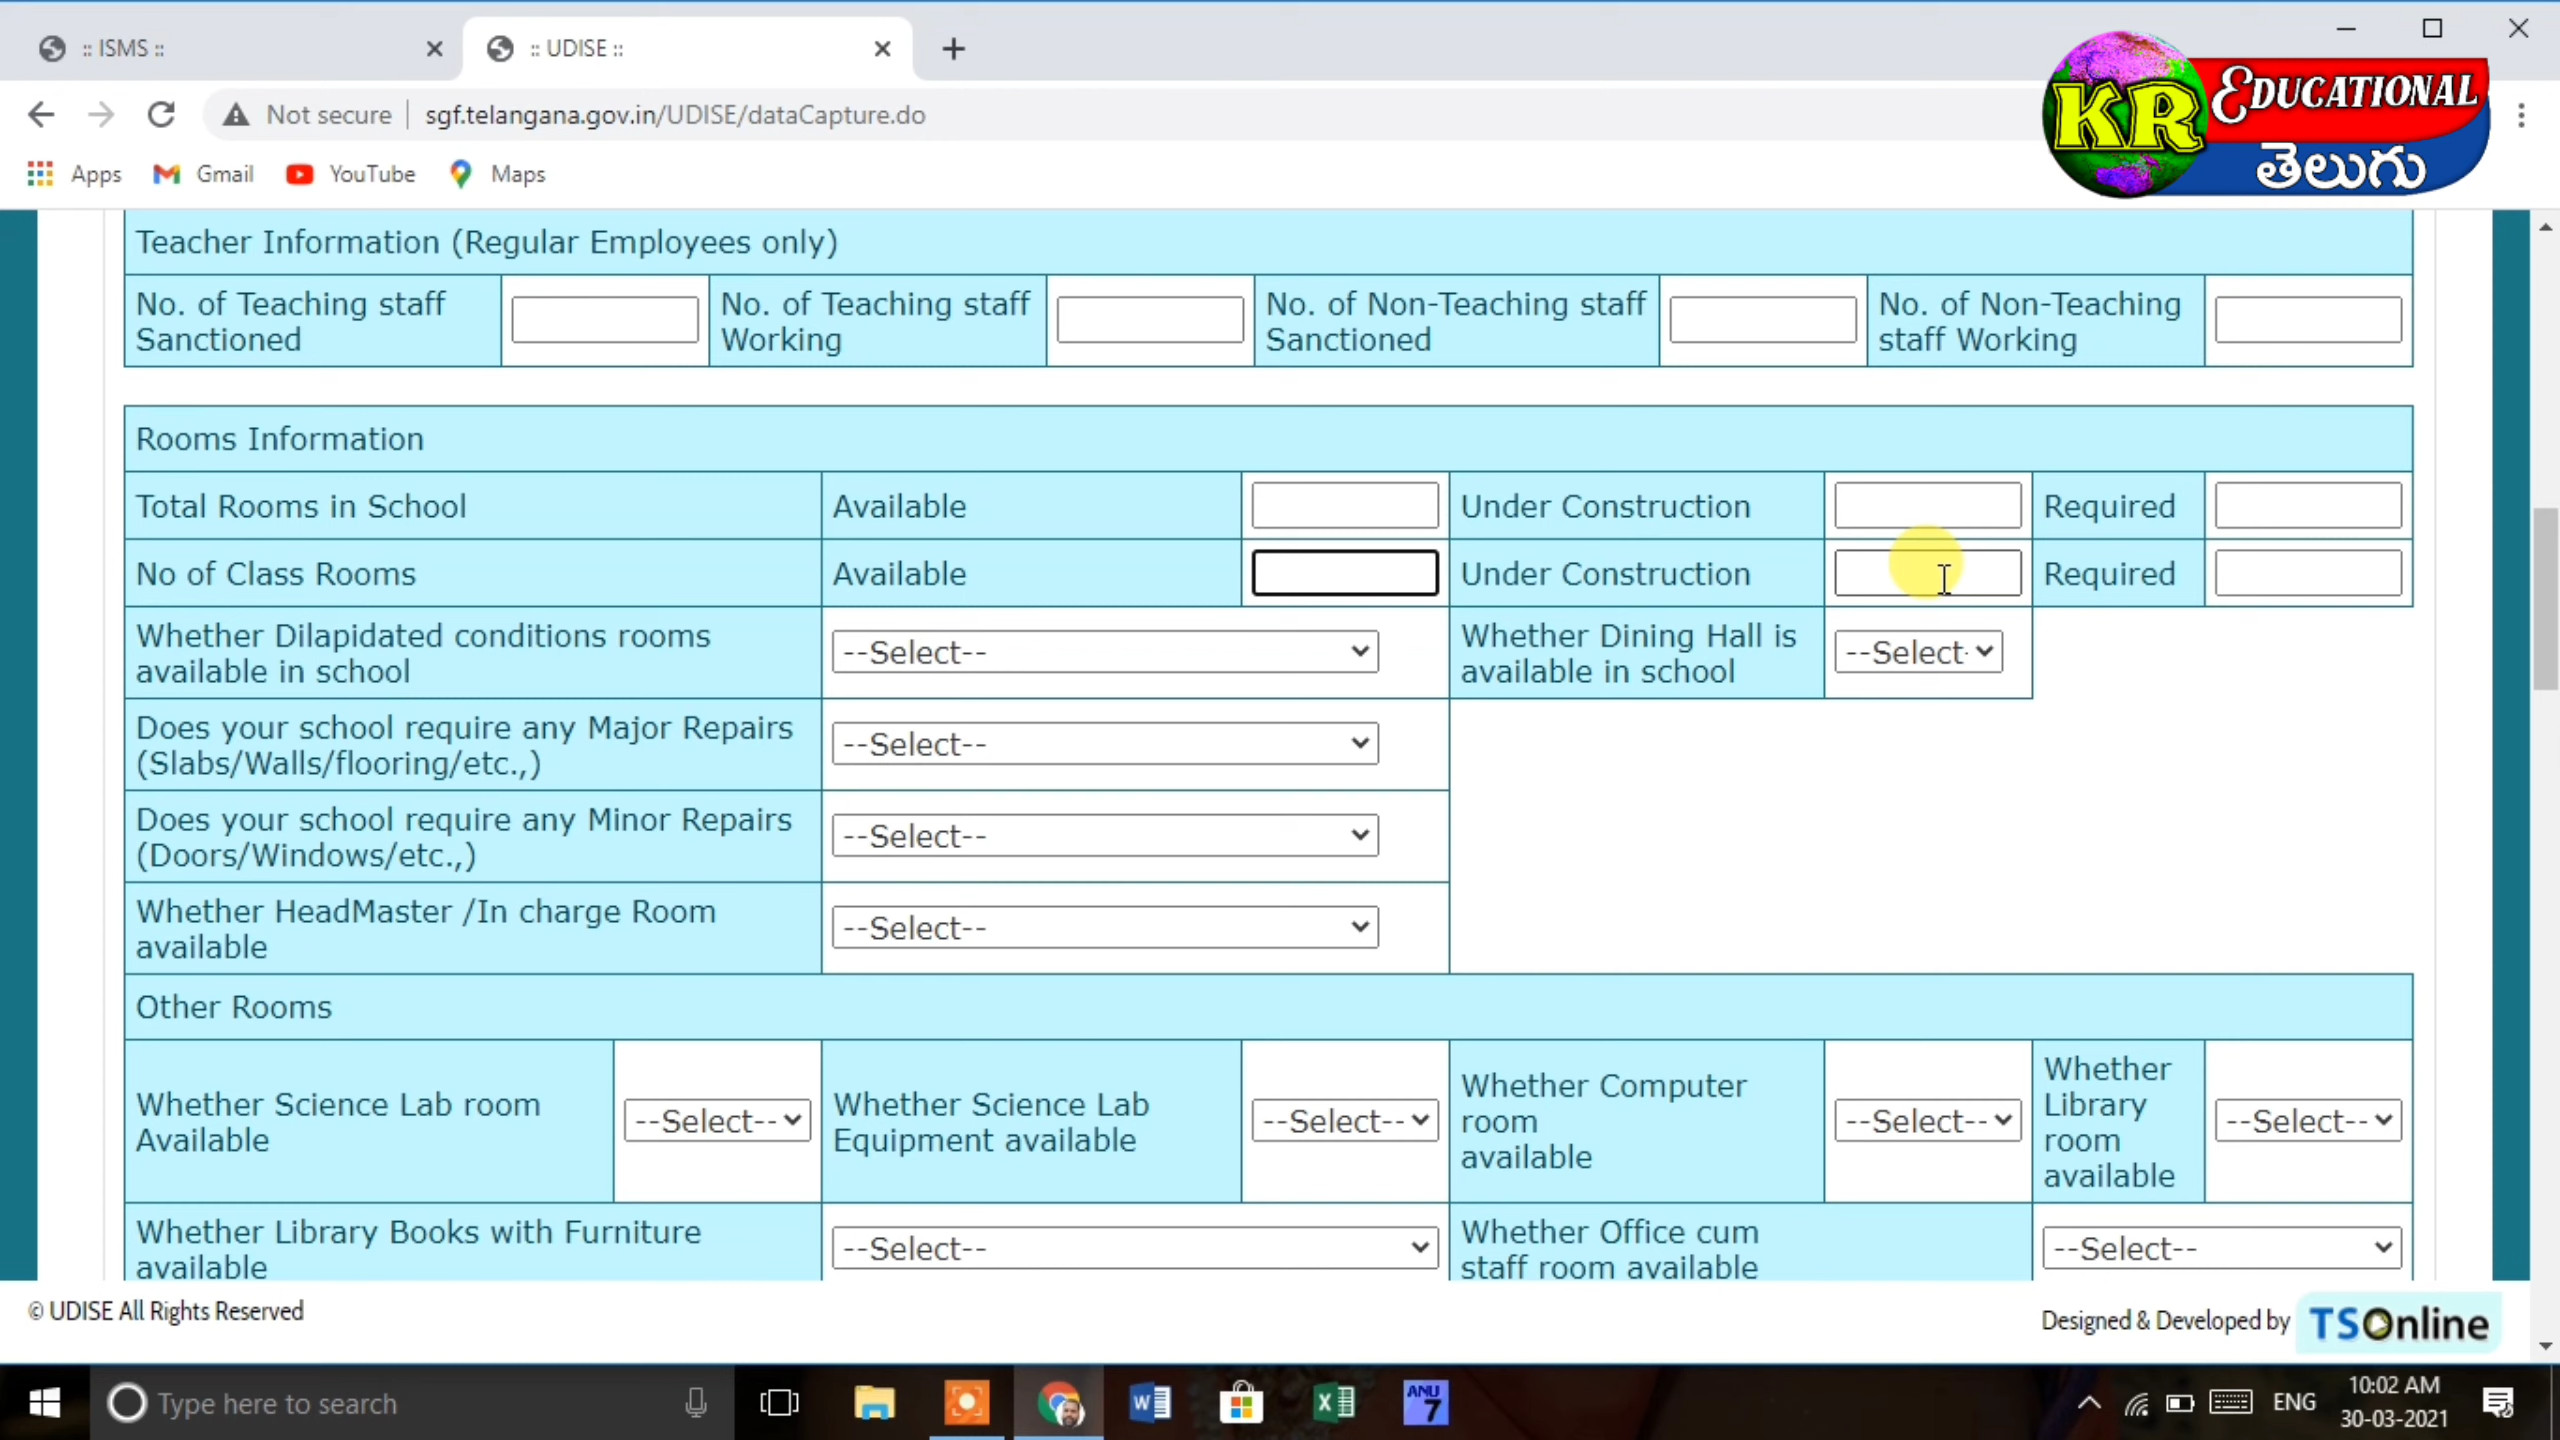 :: ISMS ::
:: UDISE ::
Not secure
sgf.telangana.gov.in/UDISE/dataCapture.do
KR EDUCATIONAL
తెలుగు
Apps
Gmail
YouTube
Maps
Teacher Information (Regular Employees only)
No. of Teaching staff
Sanctioned
No. of Teaching staff
Working
No. of Non-Teaching staff
Sanctioned
No. of Non-Teaching
staff Working
Rooms Information
Total Rooms in School
Available
Under Construction
Required
No of Class Rooms
Available
Under Construction
Required
Whether Dilapidated conditions rooms
available in school
--Select--
Whether Dining Hall is
available in school
--Select-
Does your school require any Major Repairs
(Slabs/Walls/flooring/etc.,)
--Select--
Does your school require any Minor Repairs
(Doors/Windows/etc.,)
--Select--
Whether HeadMaster /In charge Room
available
--Select--
Other Rooms
Whether Science Lab room
Available
--Select--
Whether Science Lab
Equipment available
--Select--
Whether Computer
room
available
--Select--
Whether
Library
room
available
--Select--
Whether Library Books with Furniture
available
--Select--
Whether Office cum
staff room available
--Select--
© UDISE All Rights Reserved
Designed & Developed by
TSOnline
Type here to search
ANU
7
ENG
10:02 AM
30-03-2021